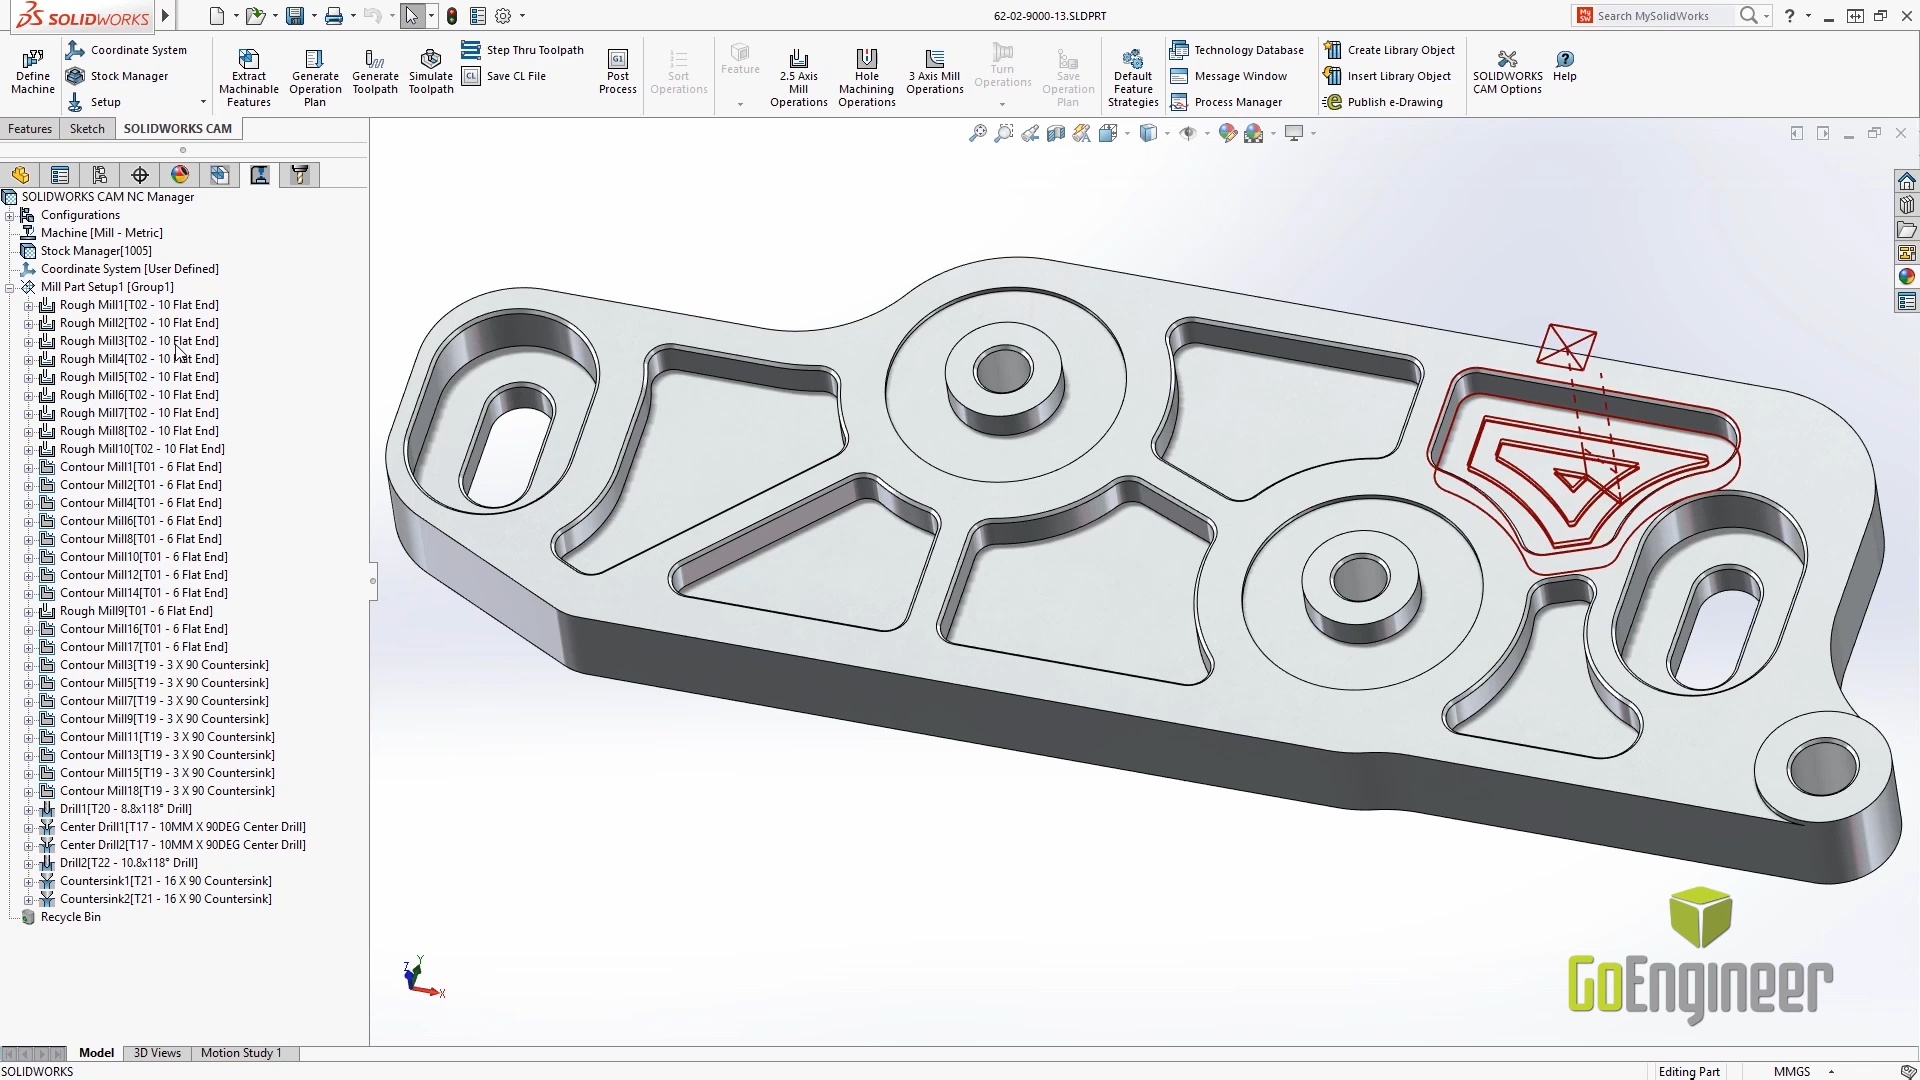 SOLIDWORKS
62-02-9000-13.SLDPRT
Search MySolidWorks
Define Machine
Coordinate System
Stock Manager
Setup
Extract Machinable Features
Generate Operation Plan
Generate Toolpath
Simulate Toolpath
Step Thru Toolpath
Save CL File
Post Process
Sort Operations
Feature
2.5 Axis Mill Operations
Hole Machining Operations
3 Axis Mill Operations
Turn Operations
Save Operation Plan
Default Feature Strategies
Technology Database
Message Window
Process Manager
Create Library Object
Insert Library Object
Publish e-Drawing
SOLIDWORKS CAM Options
Help
Features
Sketch
SOLIDWORKS CAM
SOLIDWORKS CAM NC Manager
Configurations
Machine [Mill - Metric]
Stock Manager[1005]
Coordinate System [User Defined]
Mill Part Setup1 [Group1]
Rough Mill1[T02 - 10 Flat End]
Rough Mill2[T02 - 10 Flat End]
Rough Mill3[T02 - 10 Flat End]
Rough Mill4[T02 - 10 Flat End]
Rough Mill5[T02 - 10 Flat End]
Rough Mill6[T02 - 10 Flat End]
Rough Mill7[T02 - 10 Flat End]
Rough Mill8[T02 - 10 Flat End]
Rough Mill10[T02 - 10 Flat End]
Contour Mill1[T01 - 6 Flat End]
Contour Mill2[T01 - 6 Flat End]
Contour Mill4[T01 - 6 Flat End]
Contour Mill6[T01 - 6 Flat End]
Contour Mill8[T01 - 6 Flat End]
Contour Mill10[T01 - 6 Flat End]
Contour Mill12[T01 - 6 Flat End]
Contour Mill14[T01 - 6 Flat End]
Rough Mill9[T01 - 6 Flat End]
Contour Mill16[T01 - 6 Flat End]
Contour Mill17[T01 - 6 Flat End]
Contour Mill3[T19 - 3 X 90 Countersink]
Contour Mill5[T19 - 3 X 90 Countersink]
Contour Mill7[T19 - 3 X 90 Countersink]
Contour Mill9[T19 - 3 X 90 Countersink]
Contour Mill11[T19 - 3 X 90 Countersink]
Contour Mill13[T19 - 3 X 90 Countersink]
Contour Mill15[T19 - 3 X 90 Countersink]
Contour Mill18[T19 - 3 X 90 Countersink]
Drill1[T20 - 8.8x118° Drill]
Center Drill1[T17 - 10MM X 90DEG Center Drill]
Center Drill2[T17 - 10MM X 90DEG Center Drill]
Drill2[T22 - 10.8x118° Drill]
Countersink1[T21 - 16 X 90 Countersink]
Countersink2[T21 - 16 X 90 Countersink]
Recycle Bin
Z
Y
X
GoEngineer
Model
3D Views
Motion Study 1
SOLIDWORKS
Editing Part
MMGS